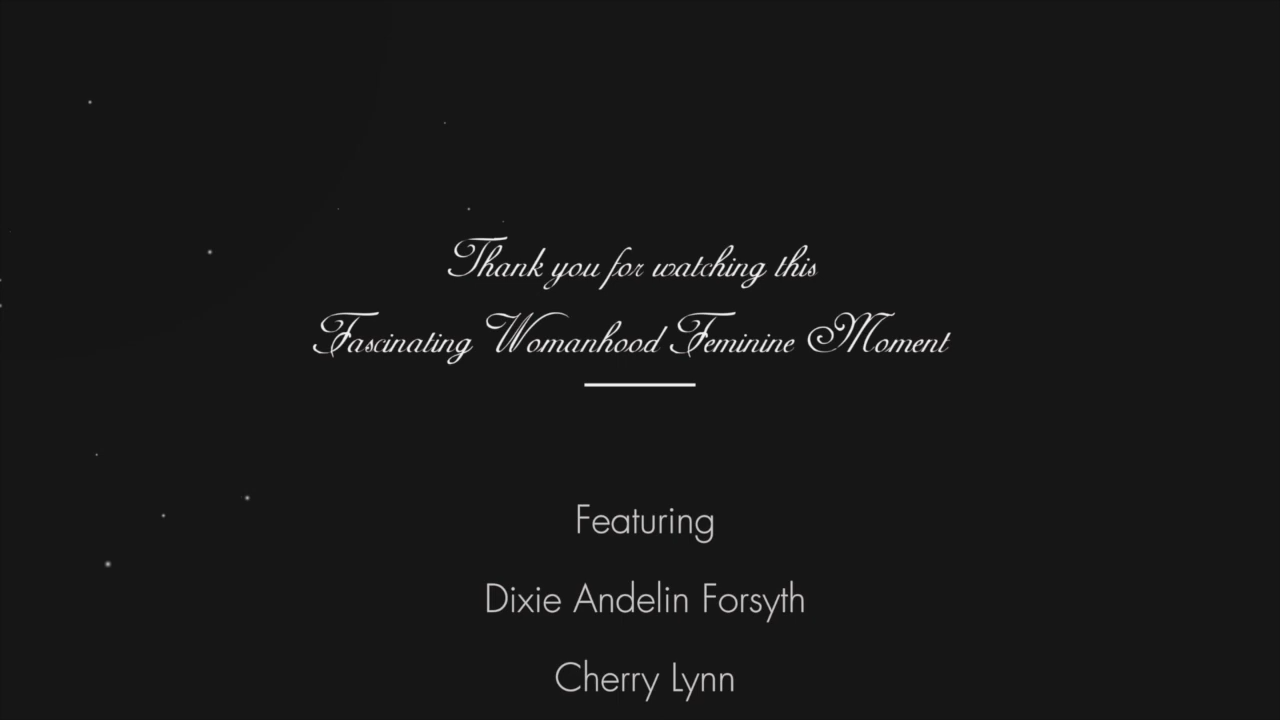 Thank you for watching this
Fascinating Womanhood Feminine Moment
Featuring
Dixie Andelin Forsyth
Cherry Lynn